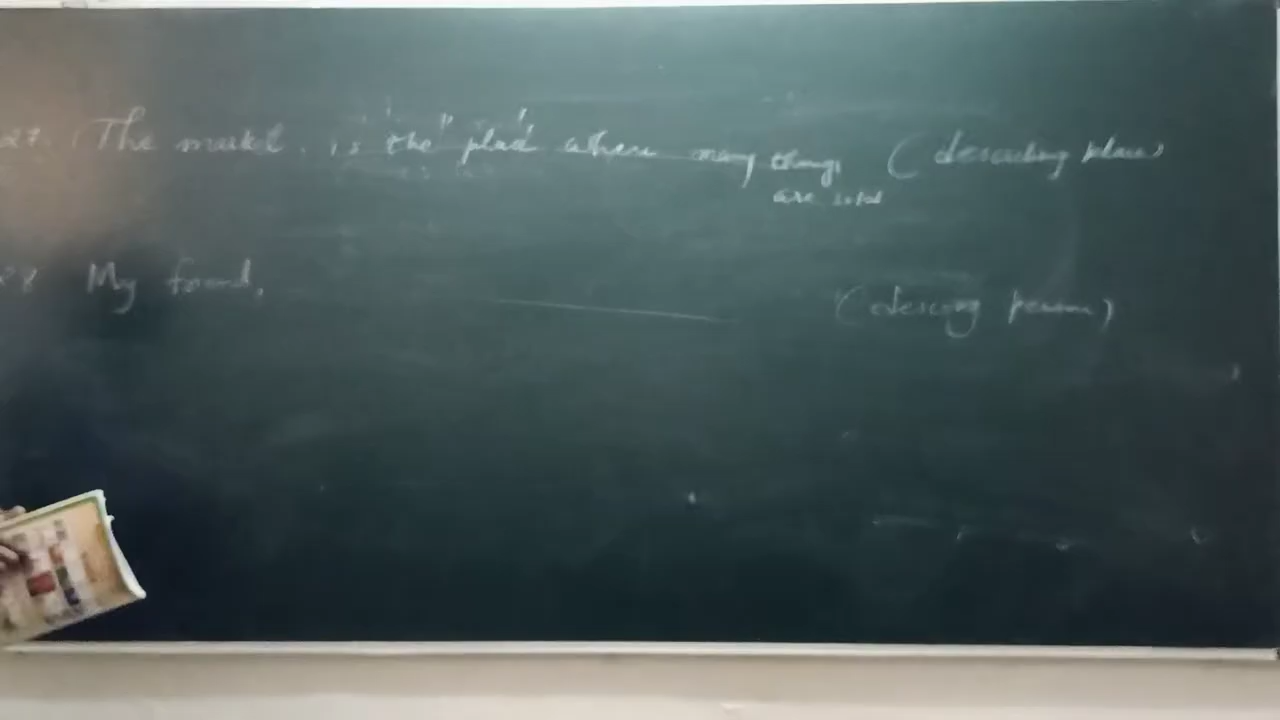 27. The market, is the "place" where many things (describing place)
are sold
28 My friend, (describing person)